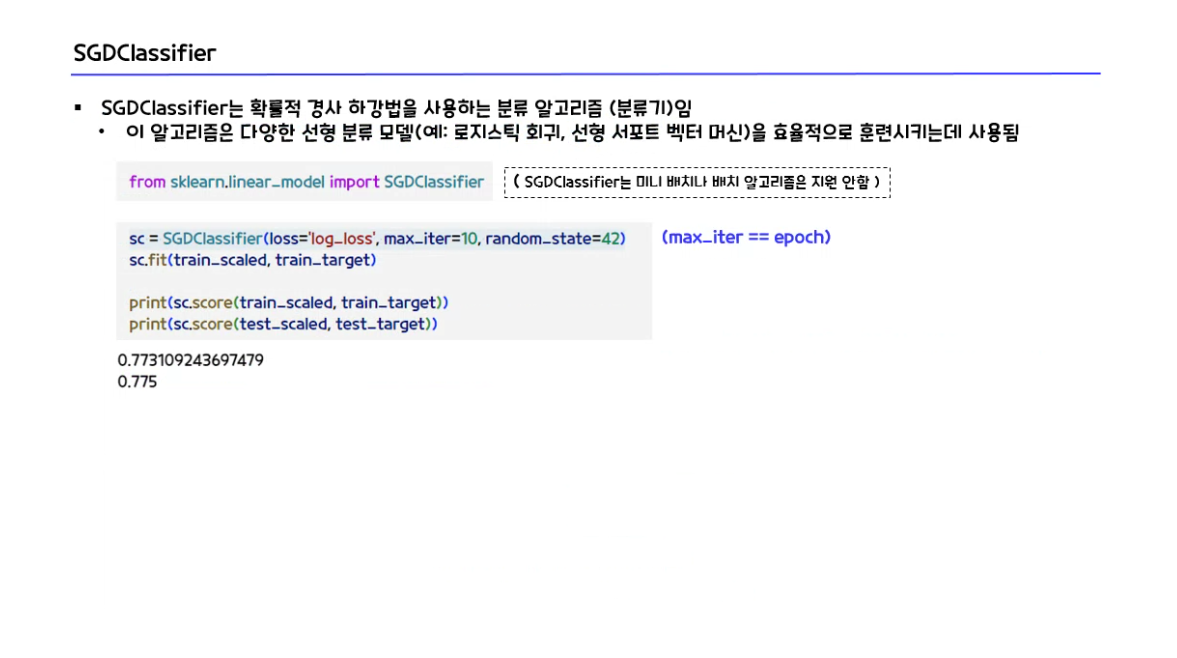 SGDClassifier
▪ SGDClassifier는 확률적 경사 하강법을 사용하는 분류 알고리즘 (분류기)임
• 이 알고리즘은 다양한 선형 분류 모델(예: 로지스틱 회귀, 선형 서포트 벡터 머신)을 효율적으로 훈련시키는데 사용됨
from sklearn.linear_model import SGDClassifier
( SGDClassifier는 미니 배치나 배치 알고리즘은 지원 안함 )
sc = SGDClassifier(loss='log_loss', max_iter=10, random_state=42)
(max_iter == epoch)
sc.fit(train_scaled, train_target)
print(sc.score(train_scaled, train_target))
print(sc.score(test_scaled, test_target))
0.773109243697479
0.775